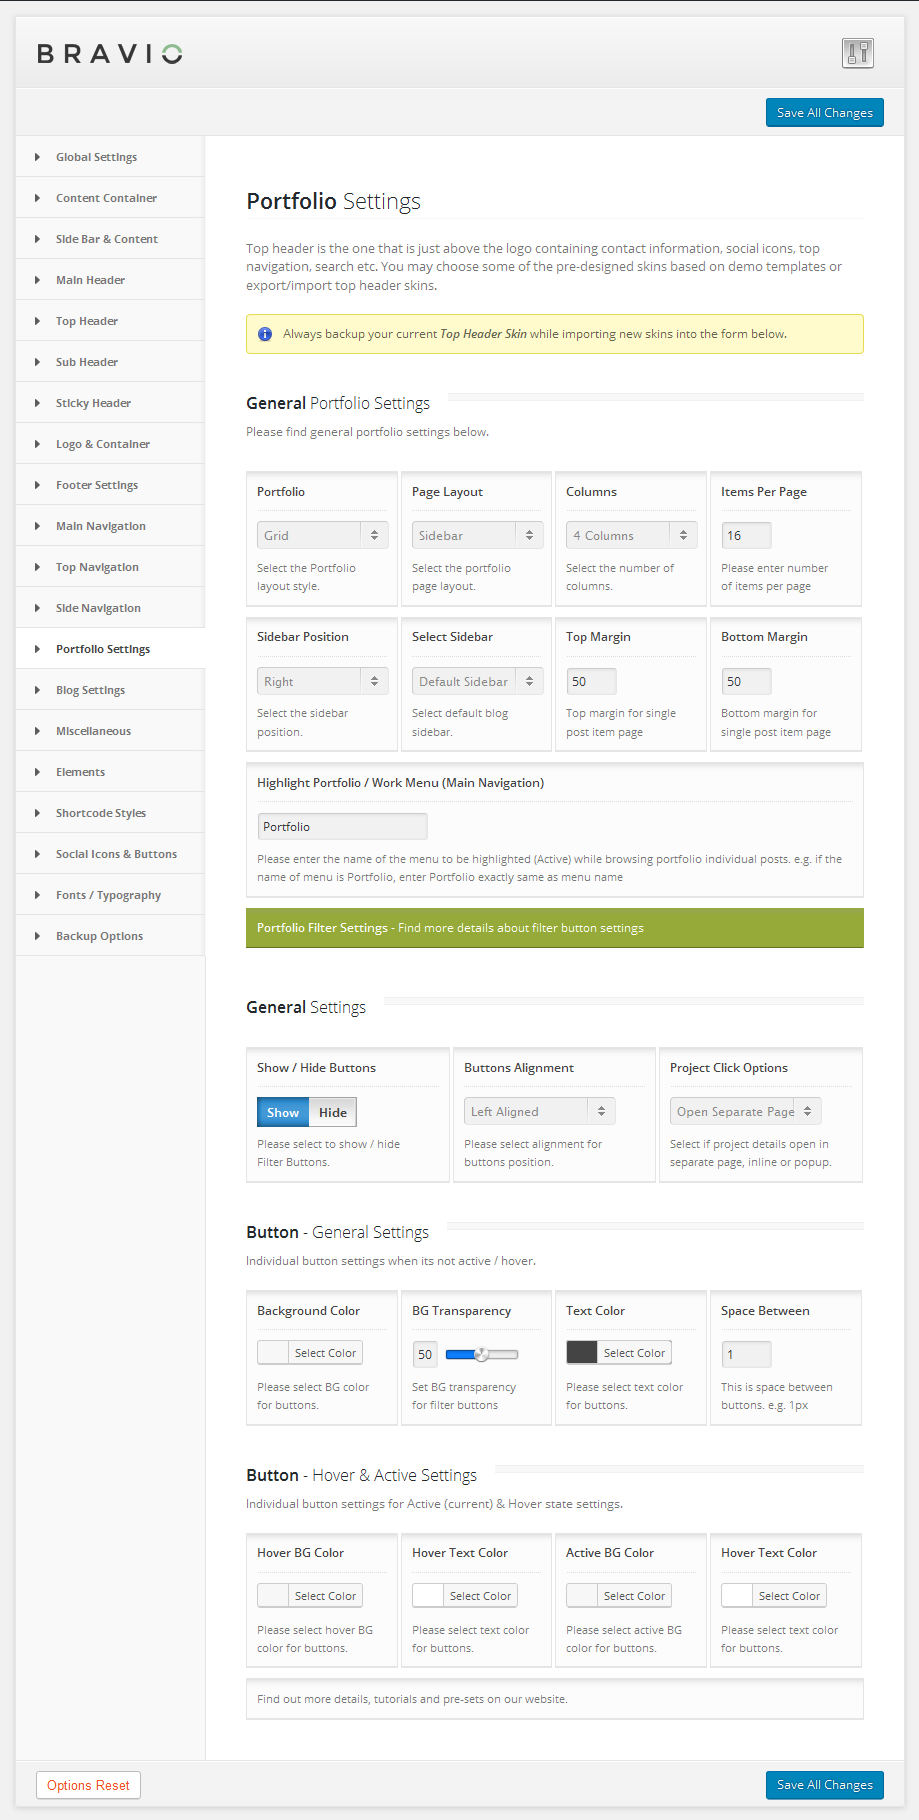 BRAVIO
Save All Changes
Global Settings
Content Container
Side Bar & Content
Main Header
Top Header
Sub Header
Sticky Header
Logo & Container
Footer Settings
Main Navigation
Top Navigation
Side Navigation
Portfolio Settings
Blog Settings
Miscellaneous
Elements
Shortcode Styles
Social Icons & Buttons
Fonts / Typography
Backup Options
Portfolio Settings
Top header is the one that is just above the logo containing contact information, social icons, top
navigation, search etc. You may choose some of the pre-designed skins based on demo templates or
export/import top header skins.
Always backup your current Top Header Skin while importing new skins into the form below.
General Portfolio Settings
Please find general portfolio settings below.
Portfolio
Grid
Select the Portfolio
layout style.
Page Layout
Sidebar
Select the portfolio
page layout.
Columns
4 Columns
Select the number of
columns.
Items Per Page
16
Please enter number
of items per page
Sidebar Position
Right
Select the sidebar
position.
Select Sidebar
Default Sidebar
Select default blog
sidebar.
Top Margin
50
Top margin for single
post item page
Bottom Margin
50
Bottom margin for
single post item page
Highlight Portfolio / Work Menu (Main Navigation)
Portfolio
Please enter the name of the menu to be highlighted (Active) while browsing portfolio individual posts. e.g. if the
name of menu is Portfolio, enter Portfolio exactly same as menu name
Portfolio Filter Settings - Find more details about filter button settings
General Settings
Show / Hide Buttons
Show Hide
Please select to show / hide
Filter Buttons.
Buttons Alignment
Left Aligned
Please select alignment for
buttons position.
Project Click Options
Open Separate Page
Select if project details open in
separate page, inline or popup.
Button - General Settings
Individual button settings when its not active / hover.
Background Color
Select Color
Please select BG color
for buttons.
BG Transparency
50
Set BG transparency
for filter buttons
Text Color
Select Color
Please select text color
for buttons.
Space Between
1
This is space between
buttons. e.g. 1px
Button - Hover & Active Settings
Individual button settings for Active (current) & Hover state settings.
Hover BG Color
Select Color
Please select hover BG
color for buttons.
Hover Text Color
Select Color
Please select text color
for buttons.
Active BG Color
Select Color
Please select active BG
color for buttons.
Hover Text Color
Select Color
Please select text color
for buttons.
Find out more details, tutorials and pre-sets on our website.
Options Reset
Save All Changes